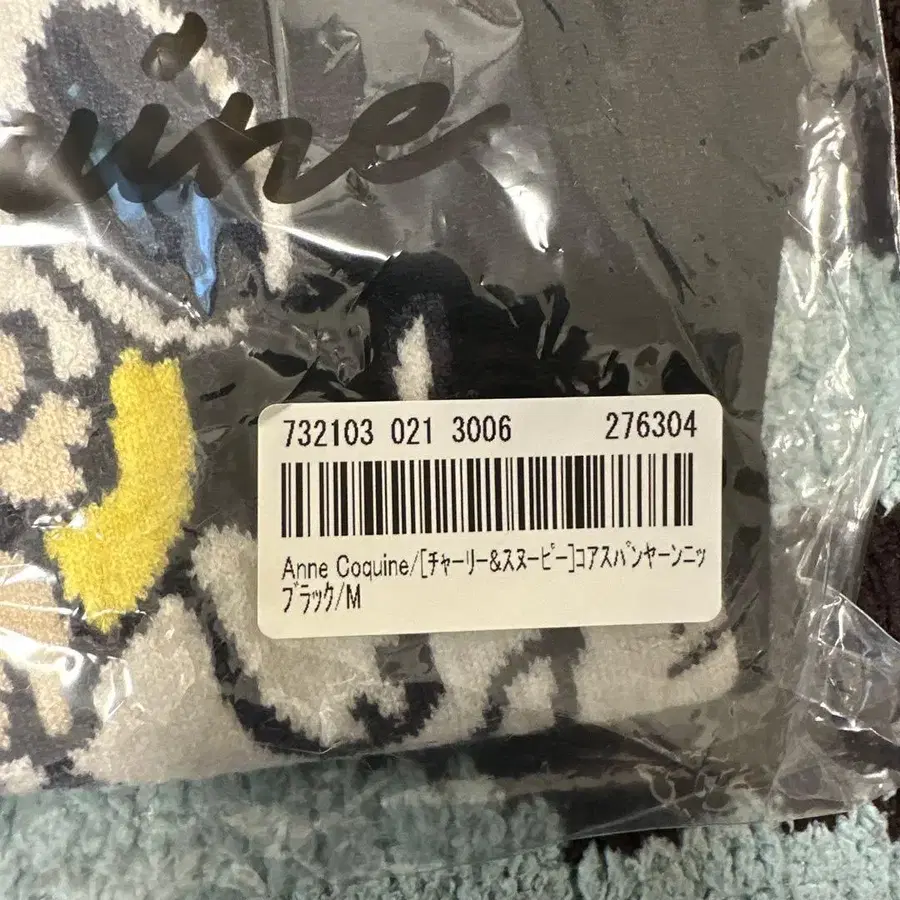 ine
732103 021 3006 276304
Anne Coquine/[ﾁｬｰﾘｰ&ｽﾇｰﾋﾟｰ]ｺｱｽﾊﾟﾝﾔｰﾝﾆｯ
ﾌﾞﾗｯｸ/M